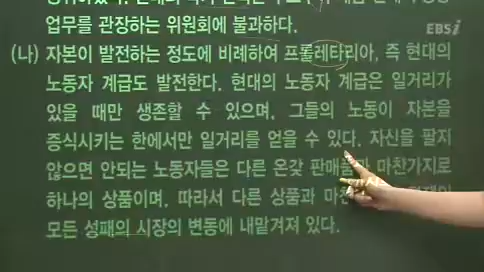 업무를 관장하는 위원회에 불과하다.
EBSi
(나) 자본이 발전하는 정도에 비례하여 프롤레타리아, 즉 현대의
노동자 계급도 발전한다. 현대의 노동자 계급은 일거리가
있을 때만 생존할 수 있으며, 그들의 노동이 자본을
증식시키는 한에서만 일거리를 얻을 수 있다. 자신을 팔지
않으면 안되는 노동자들은 다른 온갖 판매품과 마찬가지로
하나의 상품이며, 따라서 다른 상품과
모든 성패의 시장의 변동에 내맡겨져 있다.